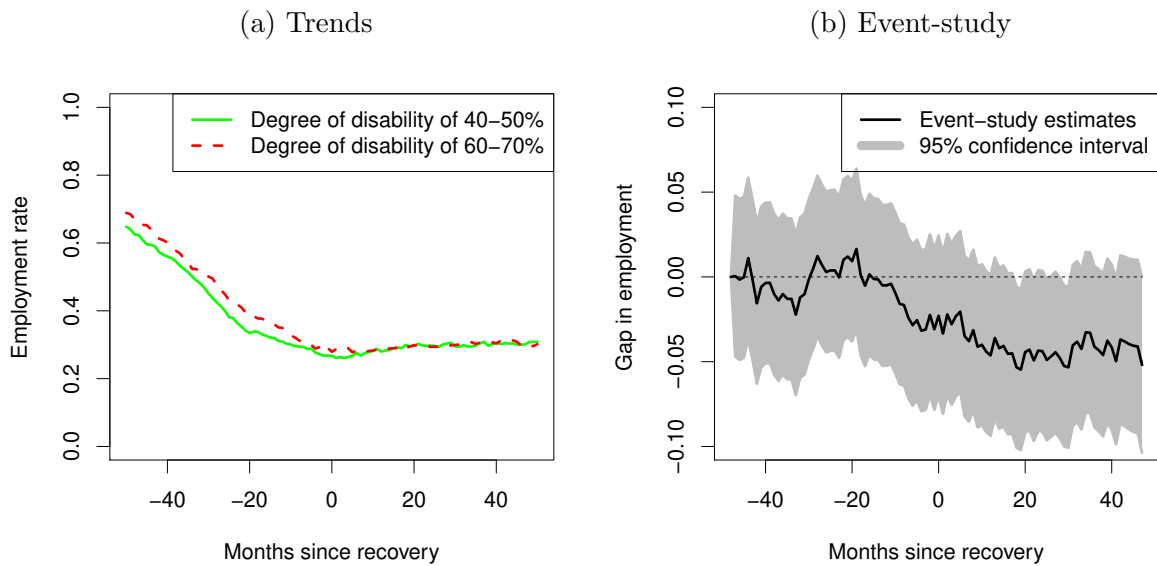 (a) Trends
Employment rate
1.0
0.8
0.6
0.4
0.2
0.0
Degree of disability of 40−50%
Degree of disability of 60−70%
−40 −20 0 20 40
Months since recovery
(b) Event-study
Gap in employment
0.10
0.05
0.00
−0.05
−0.10
Event−study estimates
95% confidence interval
−40 −20 0 20 40
Months since recovery